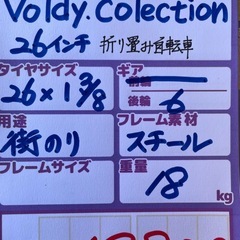 Voldy.Colection
26インチ 折り畳み自転車
タイヤサイズ
26×1 3/8
ギア
前輪
後輪 6
用途
街のり
フレーム素材
スチール
フレームサイズ
重量
18 kg